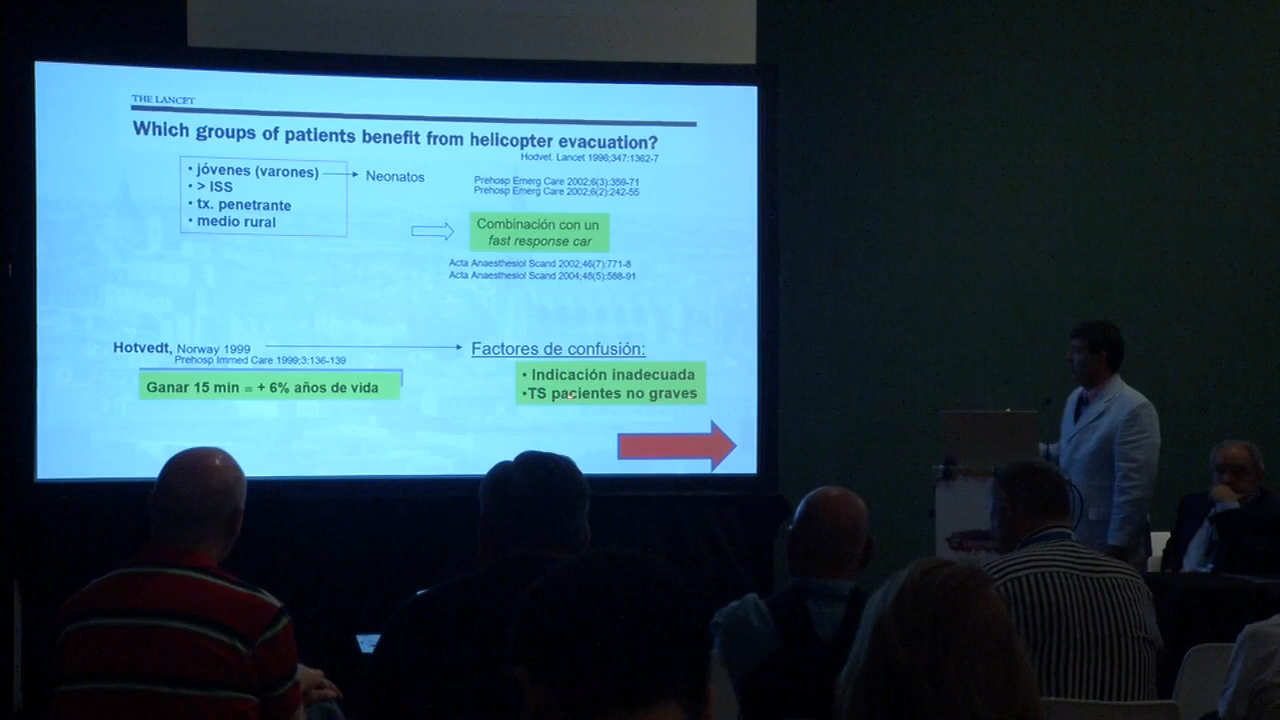 THE LANCET
Which groups of patients benefit from helicopter evacuation?
Hodvet. Lancet 1996;347:1362-7
• jóvenes (varones)
Neonatos
• > ISS
• tx. penetrante
• medio rural
Prehosp Emerg Care 2002;6(3):359-71
Prehosp Emerg Care 2002;6(2):242-55
Combinación con un
fast response car
Acta Anaesthesiol Scand 2002;46(7):771-8
Acta Anaesthesiol Scand 2004;48(5):588-91
Hotvedt, Norway 1999
Prehosp Immed Care 1999;3:136-139
Ganar 15 min = + 6% años de vida
Factores de confusión:
• Indicación inadecuada
•TS pacientes no graves